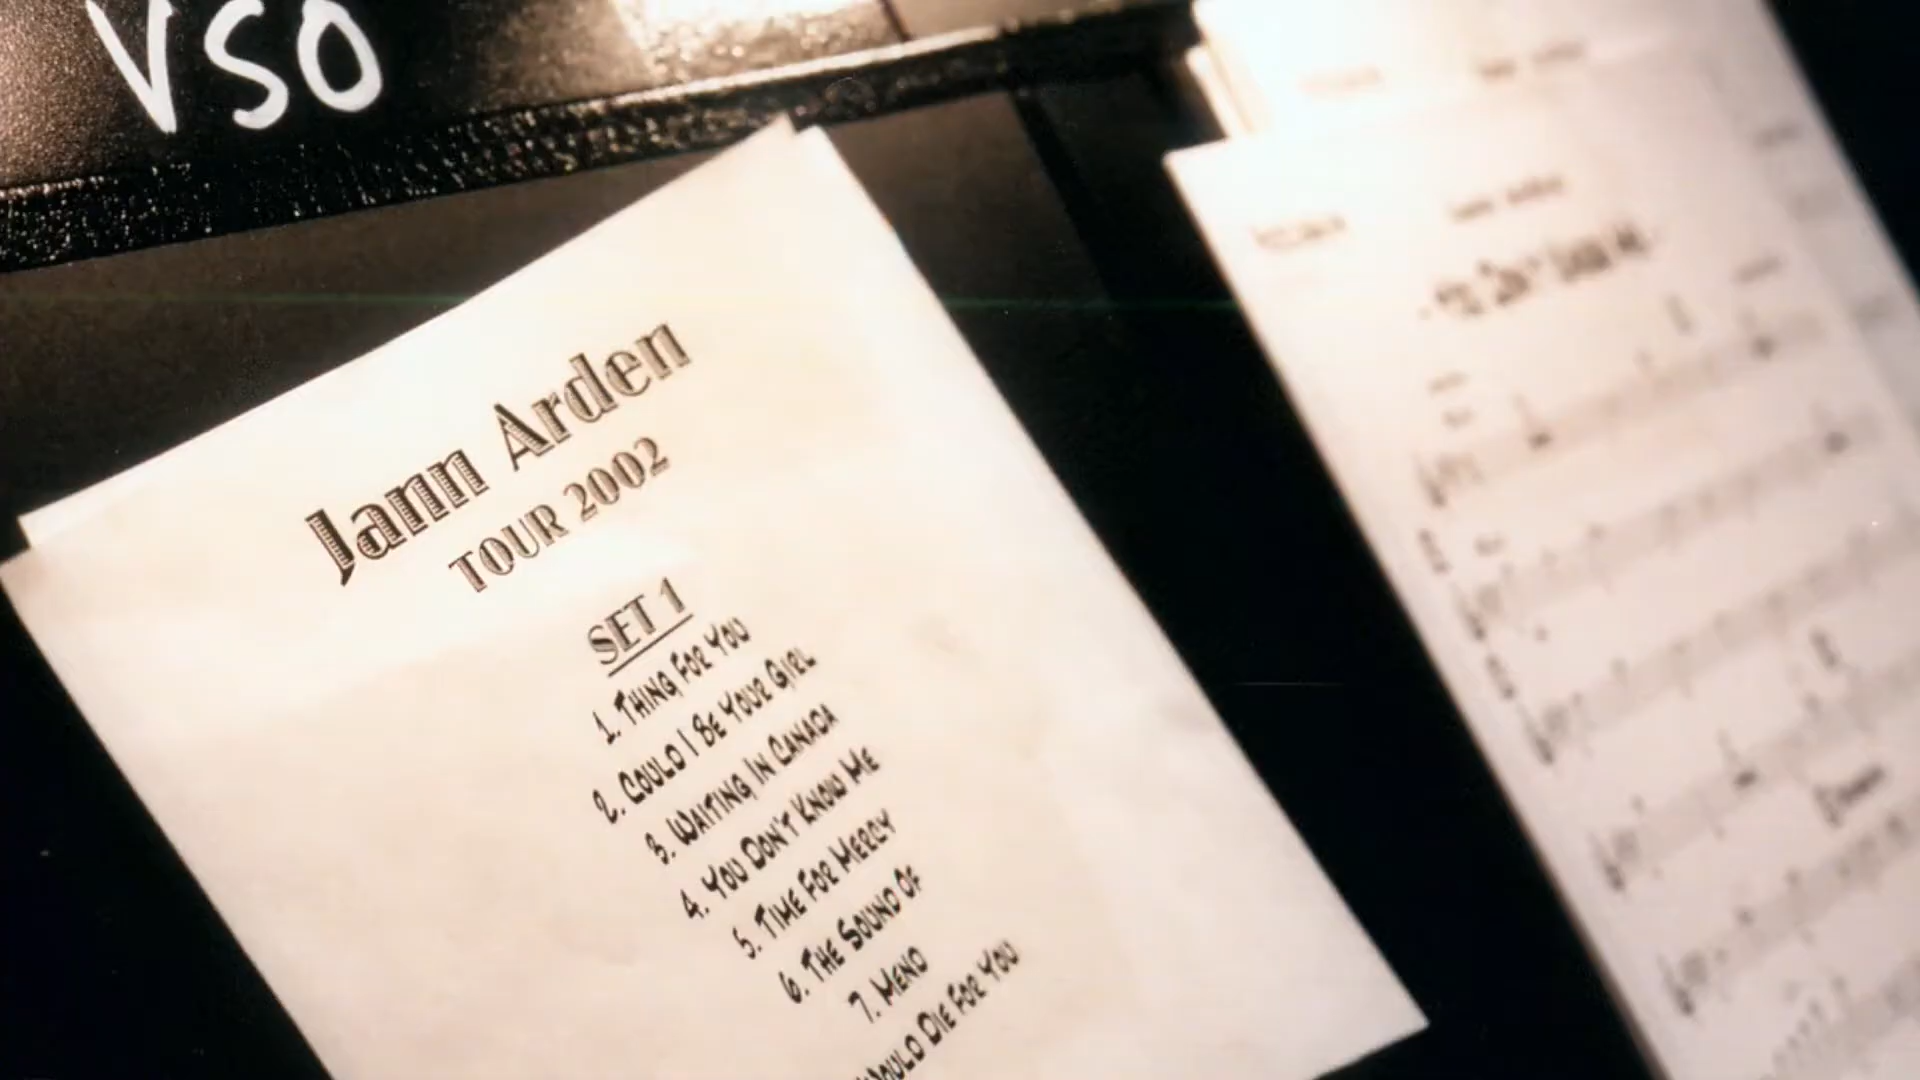 VSO
Jann Arden
TOUR 2002
SET 1
1. THING FOR YOU
2. COULD I BE YOUR GIRL
3. WAITING IN CANADA
4. YOU DON'T KNOW ME
5. TIME FOR MERCY
6. THE SOUND OF
7. MEND
WOULD DIE FOR YOU